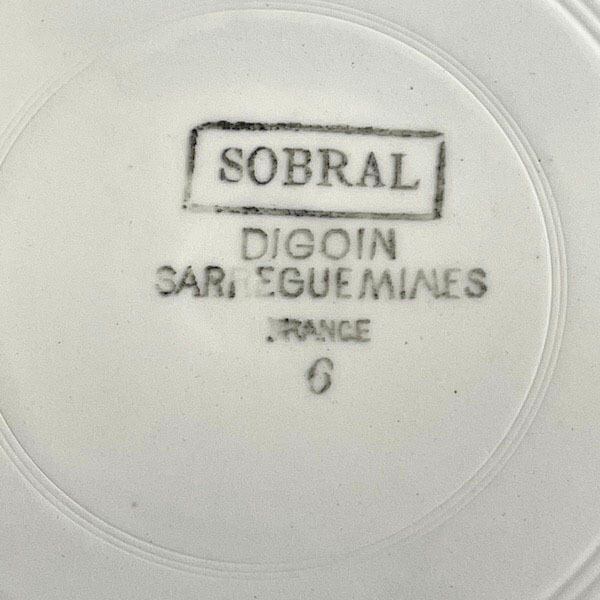 SOBRAL
DIGOIN
SARREGUEMINES
FRANCE
6